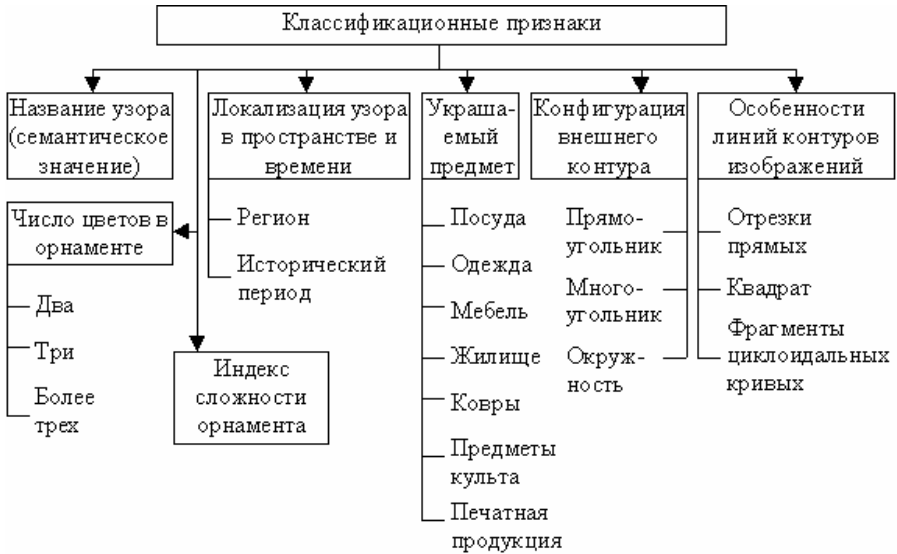 Классификационные признаки
Название узора
(семантическое
значение)
Локализация узора
в пространстве и
времени
Украша-
емый
предмет
Конфигурация
внешнего
контура
Особенности
линий контуров
изображений
Число цветов в
орнаменте
Два
Три
Более
трех
Индекс
сложности
орнамента
Регион
Исторический
период
Посуда
Одежда
Мебель
Жилище
Ковры
Предметы
культа
Печатная
продукция
Прямо-
угольник
Много-
угольник
Окруж-
ность
Отрезки
прямых
Квадрат
Фрагменты
циклоидальных
кривых